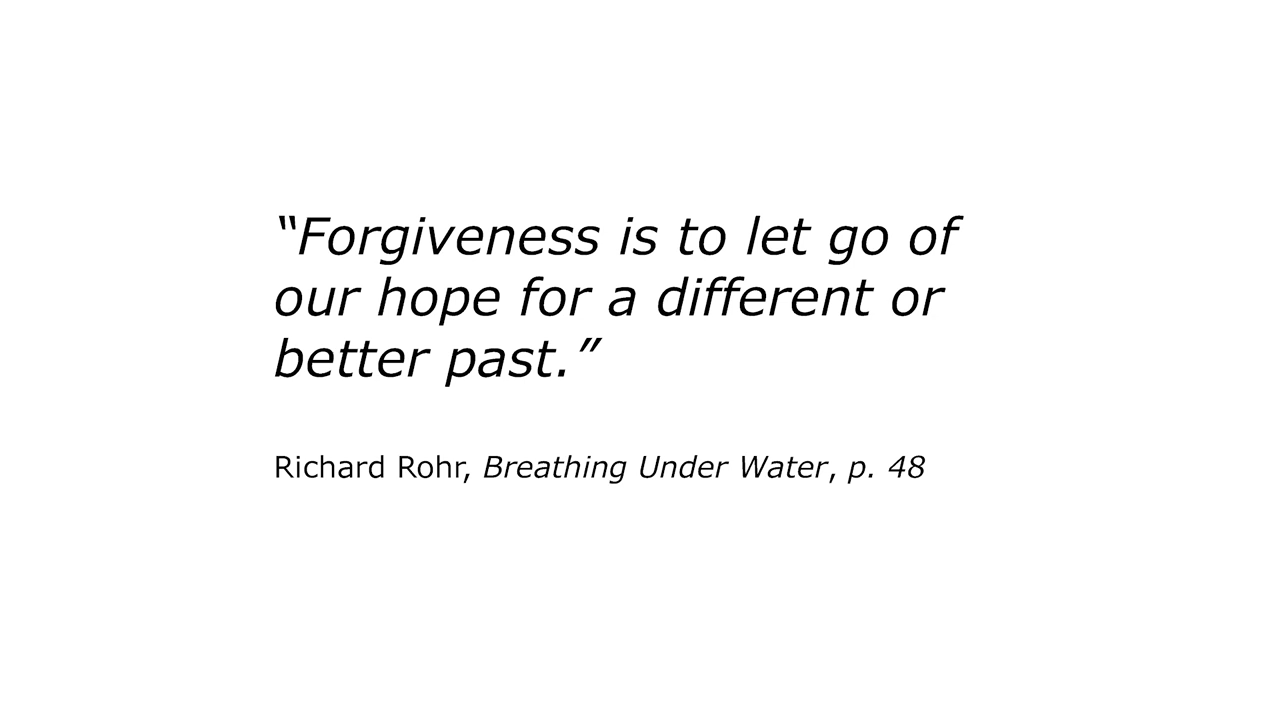 “Forgiveness is to let go of
our hope for a different or
better past.”
Richard Rohr, Breathing Under Water, p. 48